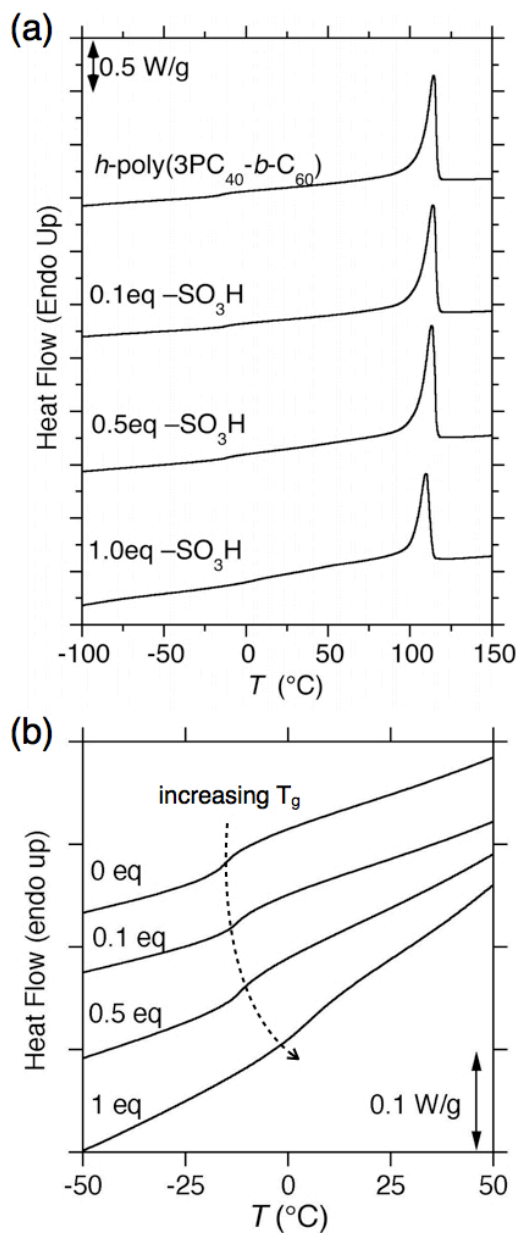 (a)
0.5 W/g
h-poly(3PC40-b-C60)
0.1eq –SO3H
0.5eq –SO3H
1.0eq –SO3H
Heat Flow (Endo Up)
-100 -50 0 50 100 150
T (°C)
(b)
increasing Tg
0 eq
0.1 eq
0.5 eq
1 eq
0.1 W/g
Heat Flow (endo up)
-50 -25 0 25 50
T (°C)